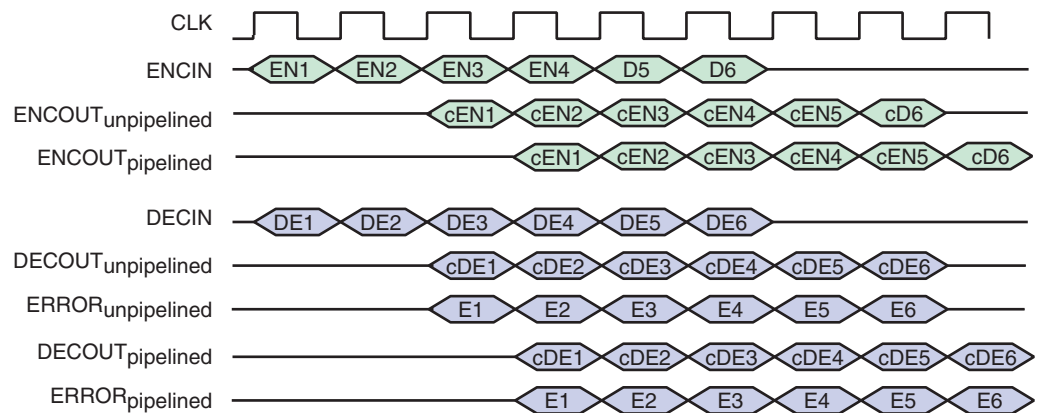 CLK
ENCIN EN1 EN2 EN3 EN4 D5 D6
ENCOUTunpipelined cEN1 cEN2 cEN3 cEN4 cEN5 cD6
ENCOUTpipelined cEN1 cEN2 cEN3 cEN4 cEN5 cD6
DECIN DE1 DE2 DE3 DE4 DE5 DE6
DECOUTunpipelined cDE1 cDE2 cDE3 cDE4 cDE5 cDE6
ERRORunpipelined E1 E2 E3 E4 E5 E6
DECOUTpipelined cDE1 cDE2 cDE3 cDE4 cDE5 cDE6
ERRORpipelined E1 E2 E3 E4 E5 E6